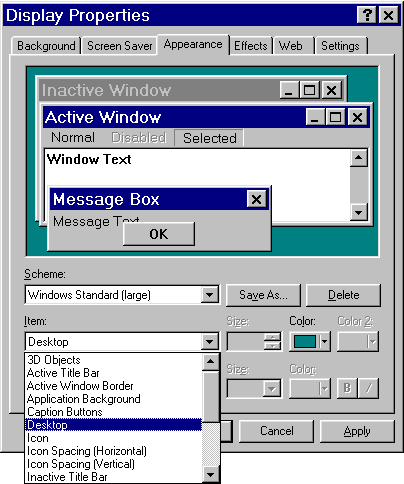 Display Properties
Background Screen Saver Appearance Effects Web Settings
Inactive Window
Active Window
Normal Disabled Selected
Window Text
Message Box
Message Text
OK
Scheme:
Windows Standard (large) Save As... Delete
Item: Size: Color: Color 2:
Desktop
3D Objects
Active Title Bar
Active Window Border
Application Background
Caption Buttons
Desktop
Icon
Icon Spacing (Horizontal)
Icon Spacing (Vertical)
Inactive Title Bar
Size: Color:
B /
Cancel Apply